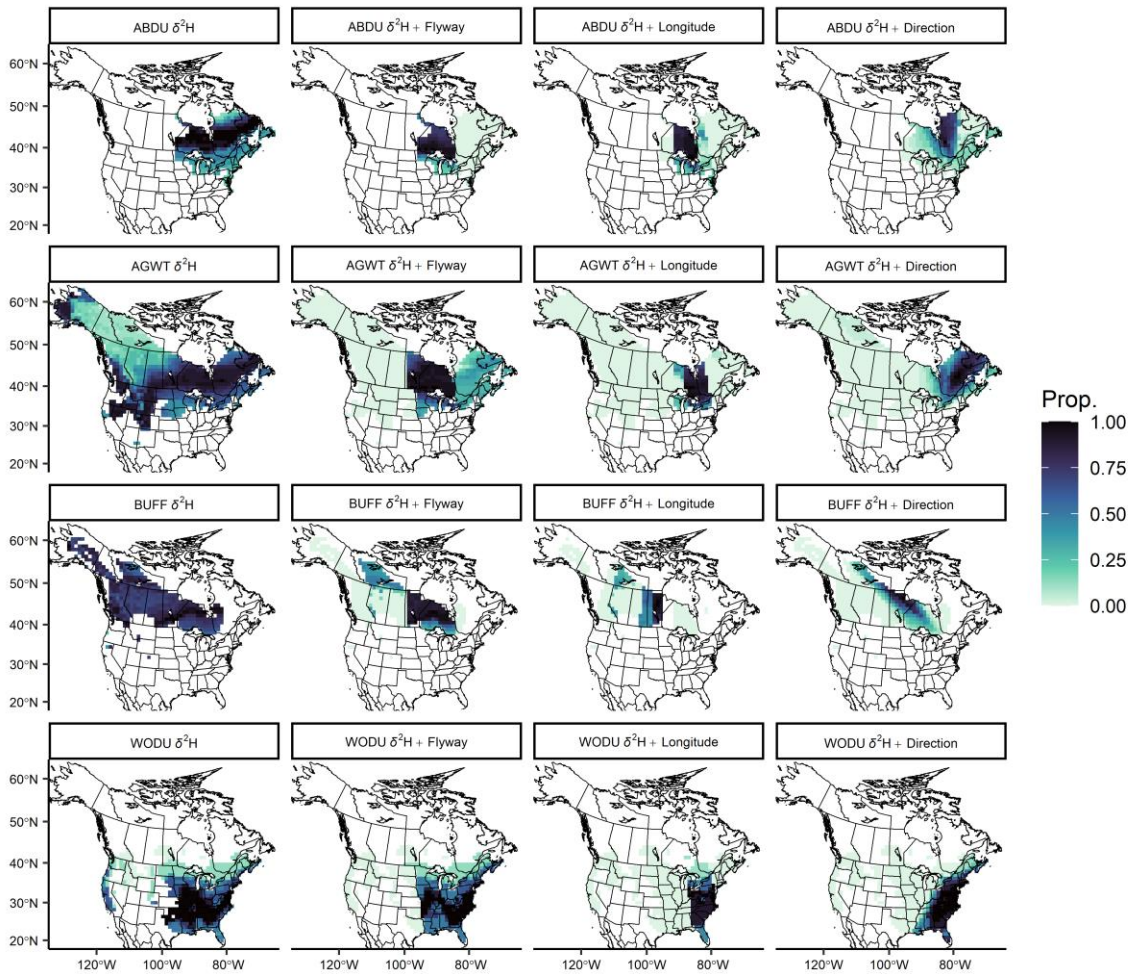 ABDU δ²H
ABDU δ²H + Flyway
ABDU δ²H + Longitude
ABDU δ²H + Direction
60°N
50°N
40°N
30°N
20°N
AGWT δ²H
AGWT δ²H + Flyway
AGWT δ²H + Longitude
AGWT δ²H + Direction
60°N
50°N
40°N
30°N
20°N
BUFF δ²H
BUFF δ²H + Flyway
BUFF δ²H + Longitude
BUFF δ²H + Direction
60°N
50°N
40°N
30°N
20°N
WODU δ²H
WODU δ²H + Flyway
WODU δ²H + Longitude
WODU δ²H + Direction
60°N
50°N
40°N
30°N
20°N
120°W 100°W 80°W
120°W 100°W 80°W
120°W 100°W 80°W
120°W 100°W 80°W
Prop.
1.00
0.75
0.50
0.25
0.00